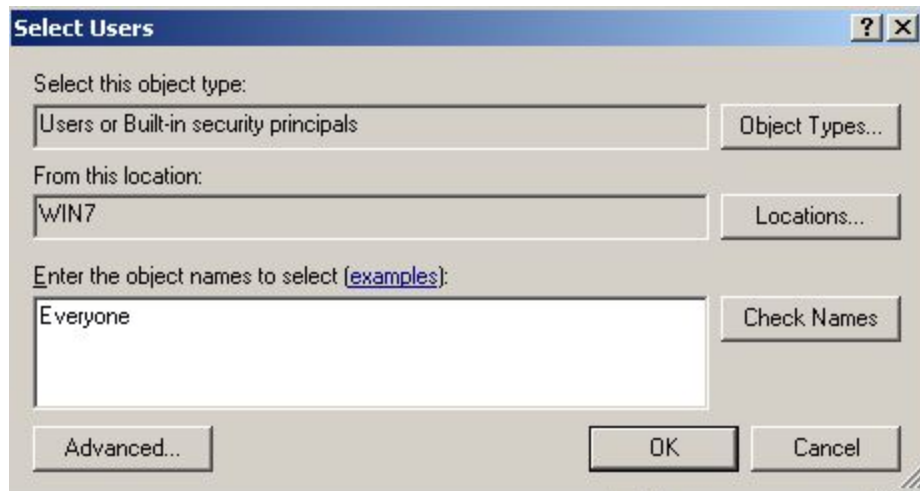 Select Users
Select this object type:
Users or Built-in security principals
Object Types...
From this location:
WIN7
Locations...
Enter the object names to select (examples):
Everyone
Check Names
Advanced...
OK
Cancel